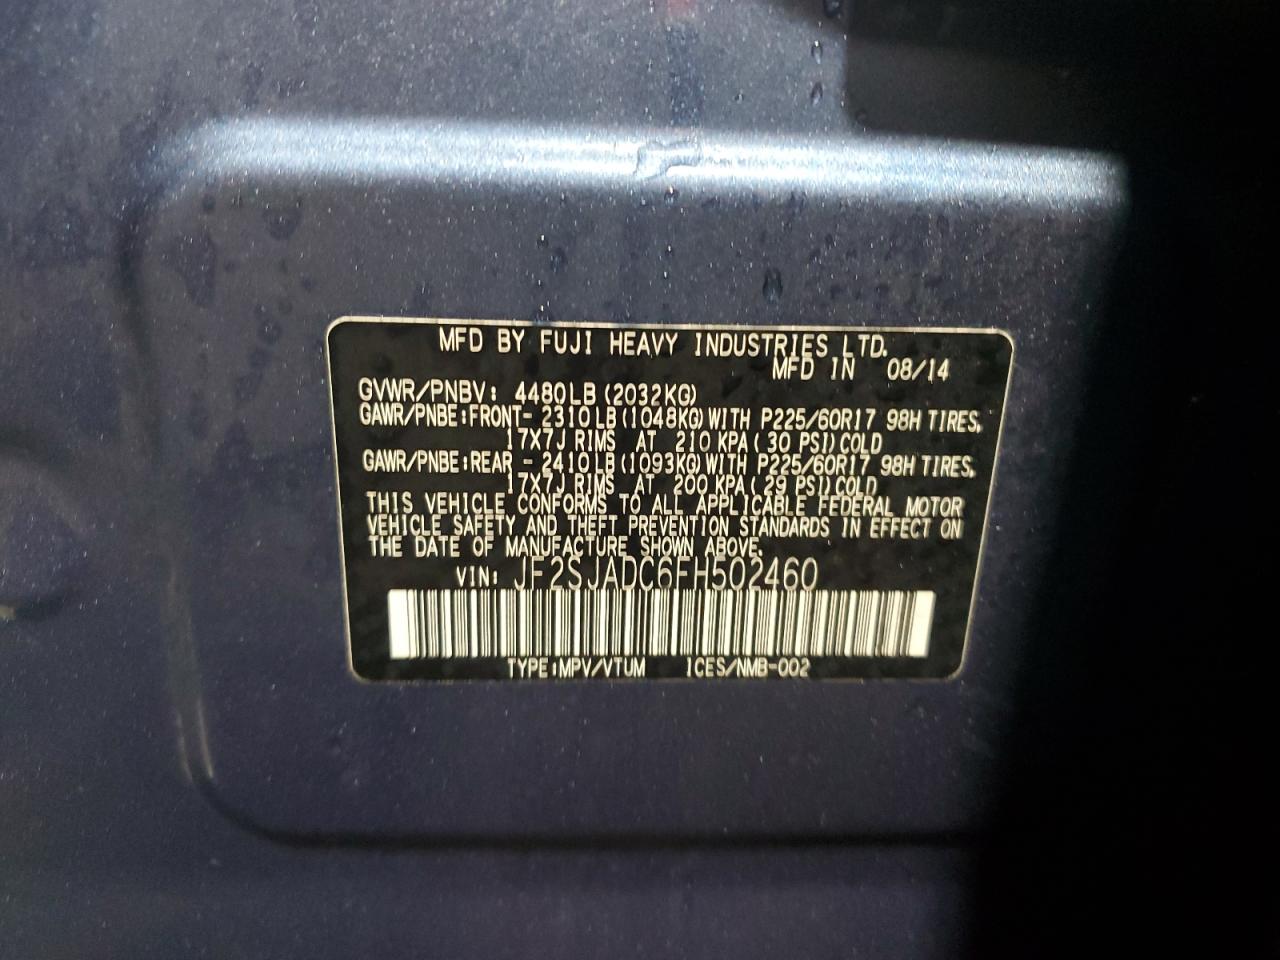 MFD BY FUJI HEAVY INDUSTRIES LTD.
MFD IN 08/14
GVWR/PNBV: 4480LB(2032KG)
GAWR/PNBE:FRONT- 2310LB(1048KG)WITH P225/60R17 98H TIRES,
17X7J RIMS AT 210 KPA( 30 PSI)COLD
GAWR/PNBE:REAR - 2410LB(1093KG)WITH P225/60R17 98H TIRES,
17X7J RIMS AT 200 KPA( 29 PSI)COLD
THIS VEHICLE CONFORMS TO ALL APPLICABLE FEDERAL MOTOR
VEHICLE SAFETY AND THEFT PREVENTION STANDARDS IN EFFECT ON
THE DATE OF MANUFACTURE SHOWN ABOVE.
VIN: JF2SJADC6FH502460
TYPE:MPV/VTUM ICES/NMB-002